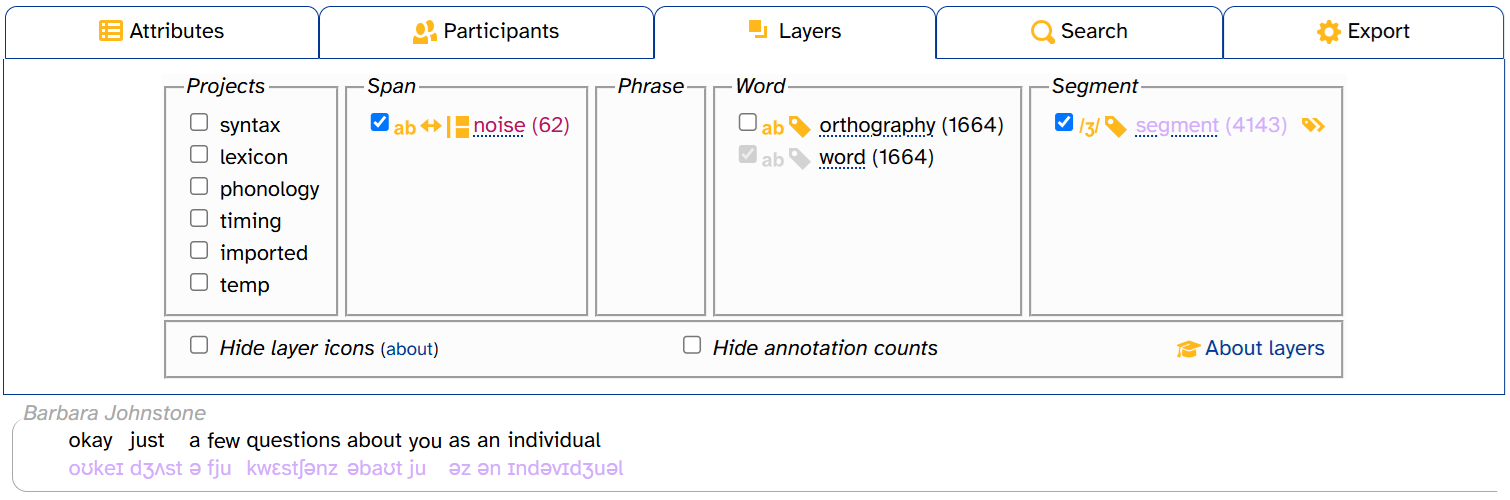 Attributes Participants Layers Search Export
Projects Span Phrase Word Segment
syntax ab noise (62) ab orthography (1664) /ʒ/ segment (4143)
lexicon ab word (1664)
phonology
timing
imported
temp
Hide layer icons (about) Hide annotation counts About layers
Barbara Johnstone
okay just a few questions about you as an individual
oʊkeɪ dʒʌst ə fju kwɛstʃənz əbaʊt ju əz ən ɪndəvɪdʒuəl